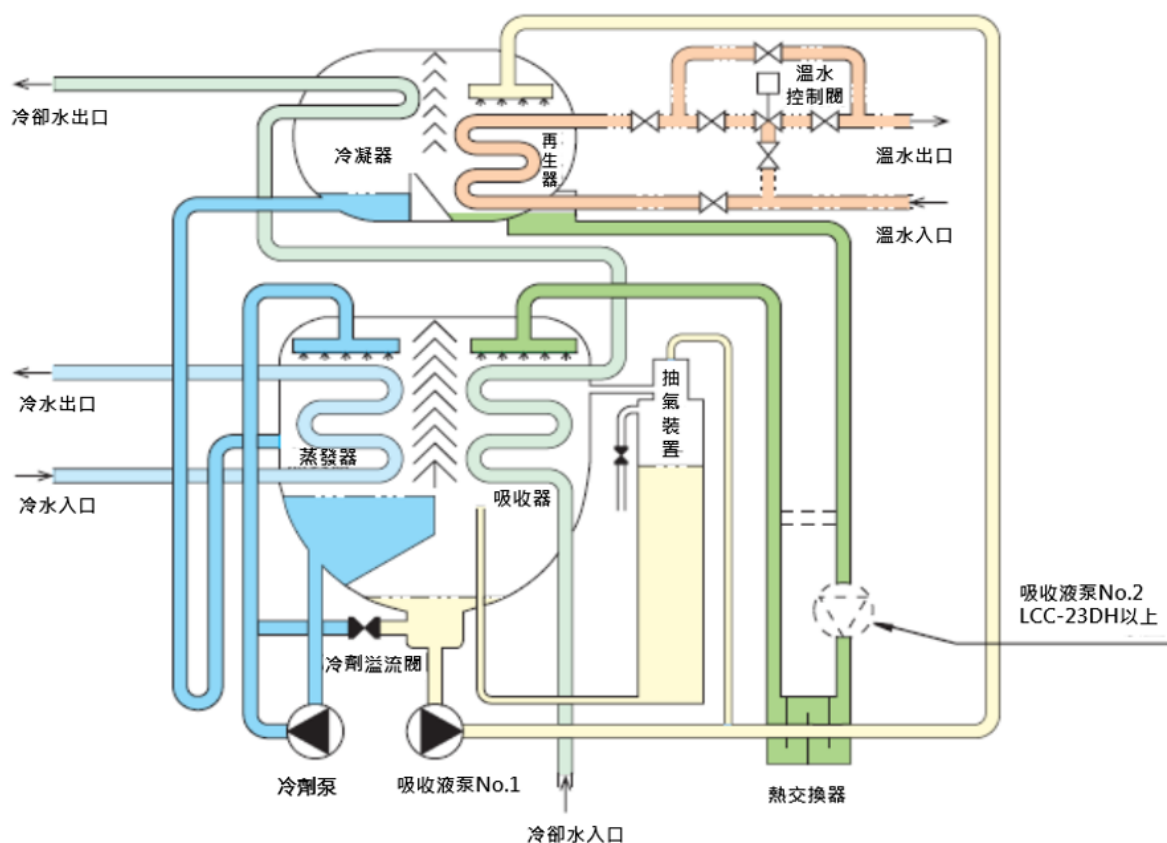 溫水
控制閥
冷卻水出口
冷凝器
再生器
溫水出口
溫水入口
抽氣裝置
冷水出口
蒸發器
冷水入口
吸收器
吸收液泵No.2
LCC-23DH以上
冷劑溢流閥
冷劑泵
吸收液泵No.1
熱交換器
冷卻水入口